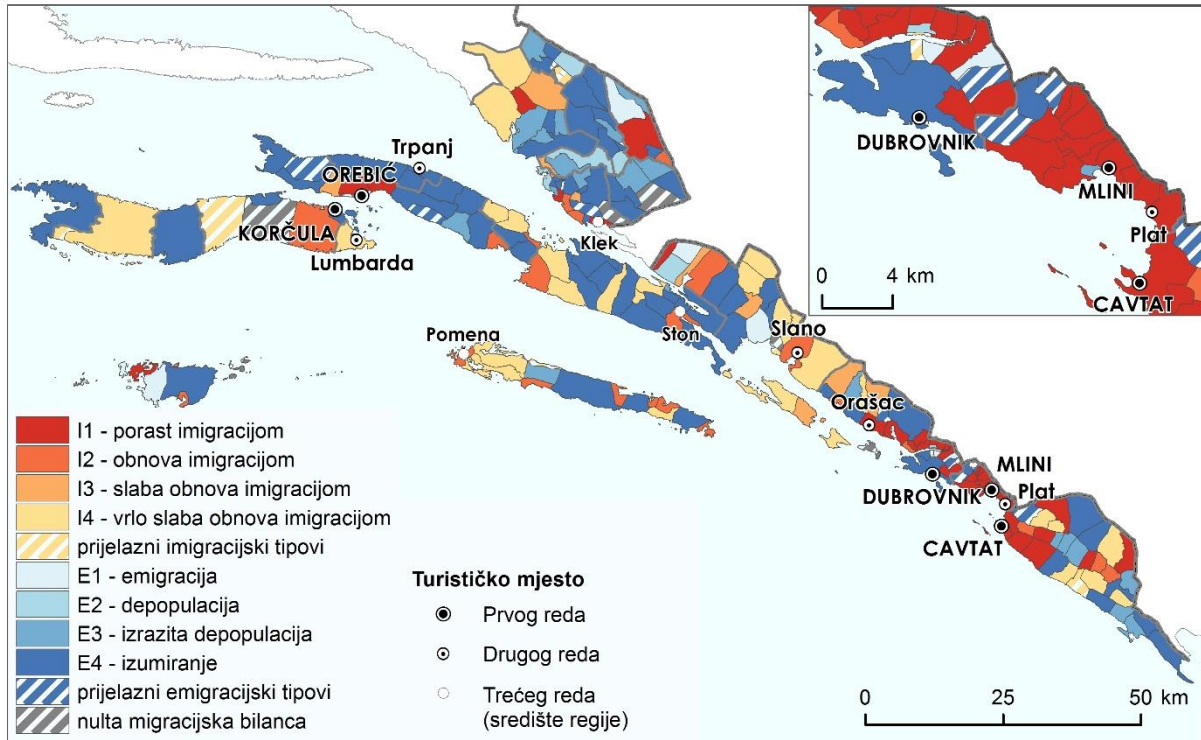 Trpanj
OREBIĆ
KORČULA
Lumbarda
Klek
Pomena
Ston
Slano
Orašac
DUBROVNIK
MLINI
Plat
CAVTAT
DUBROVNIK
MLINI
Plat
CAVTAT
0 4 km
I1 - porast imigracijom
I2 - obnova imigracijom
I3 - slaba obnova imigracijom
I4 - vrlo slaba obnova imigracijom
prijelazni imigracijski tipovi
E1 - emigracija
E2 - depopulacija
E3 - izrazita depopulacija
E4 - izumiranje
prijelazni emigracijski tipovi
nulta migracijska bilanca
Turističko mjesto
Prvog reda
Drugog reda
Trećeg reda
(središte regije)
0 25 50 km